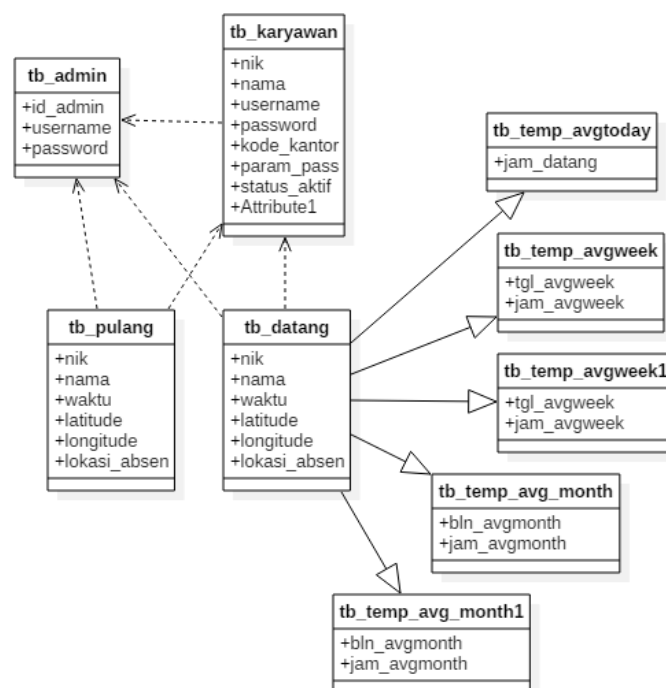 tb_karyawan
+nik
+nama
+username
+password
+kode_kantor
+param_pass
+status_aktif
+Attribute1
tb_admin
+id_admin
+username
+password
tb_temp_avgtoday
+jam_datang
tb_temp_avgweek
+tgl_avgweek
+jam_avgweek
tb_pulang
+nik
+nama
+waktu
+latitude
+longitude
+lokasi_absen
tb_datang
+nik
+nama
+waktu
+latitude
+longitude
+lokasi_absen
tb_temp_avgweek1
+tgl_avgweek
+jam_avgweek
tb_temp_avg_month
+bln_avgmonth
+jam_avgmonth
tb_temp_avg_month1
+bln_avgmonth
+jam_avgmonth